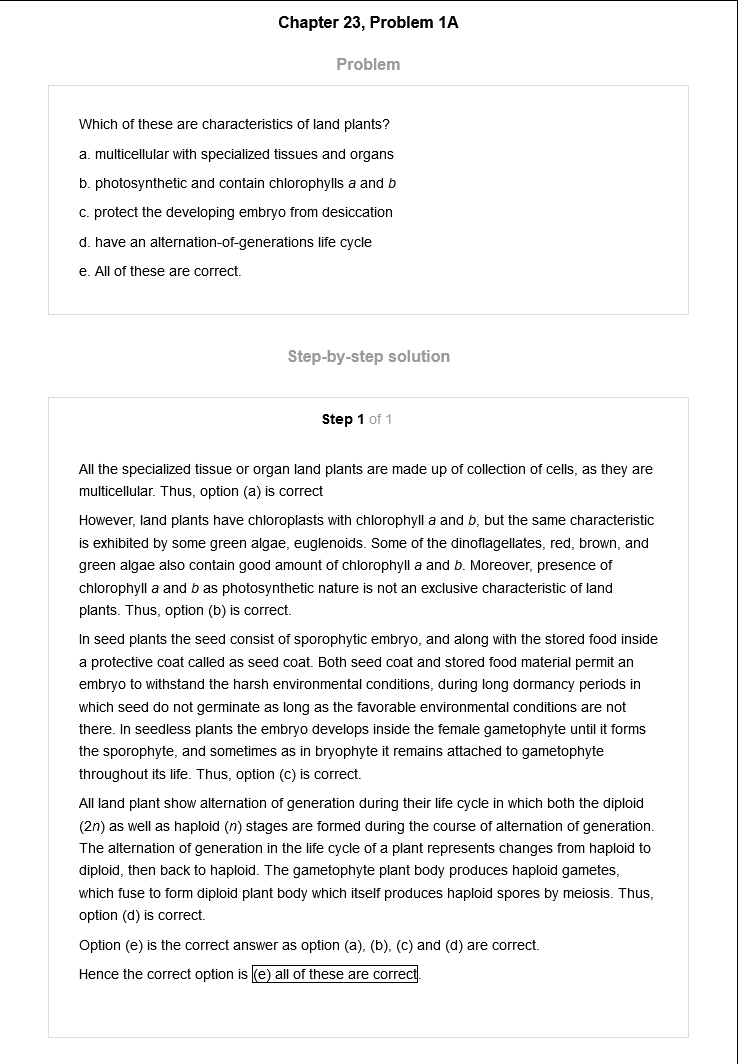 Chapter 23, Problem 1A
Problem
Which of these are characteristics of land plants?
a. multicellular with specialized tissues and organs
b. photosynthetic and contain chlorophylls a and b
c. protect the developing embryo from desiccation
d. have an alternation-of-generations life cycle
e. All of these are correct.
Step-by-step solution
Step 1 of 1
All the specialized tissue or organ land plants are made up of collection of cells, as they are
multicellular. Thus, option (a) is correct
However, land plants have chloroplasts with chlorophyll a and b, but the same characteristic
is exhibited by some green algae, euglenoids. Some of the dinoflagellates, red, brown, and
green algae also contain good amount of chlorophyll a and b. Moreover, presence of
chlorophyll a and b as photosynthetic nature is not an exclusive characteristic of land
plants. Thus, option (b) is correct.
In seed plants the seed consist of sporophytic embryo, and along with the stored food inside
a protective coat called as seed coat. Both seed coat and stored food material permit an
embryo to withstand the harsh environmental conditions, during long dormancy periods in
which seed do not germinate as long as the favorable environmental conditions are not
there. In seedless plants the embryo develops inside the female gametophyte until it forms
the sporophyte, and sometimes as in bryophyte it remains attached to gametophyte
throughout its life. Thus, option (c) is correct.
All land plant show alternation of generation during their life cycle in which both the diploid
(2n) as well as haploid (n) stages are formed during the course of alternation of generation.
The alternation of generation in the life cycle of a plant represents changes from haploid to
diploid, then back to haploid. The gametophyte plant body produces haploid gametes,
which fuse to form diploid plant body which itself produces haploid spores by meiosis. Thus,
option (d) is correct.
Option (e) is the correct answer as option (a), (b), (c) and (d) are correct.
Hence the correct option is (e) all of these are correct.